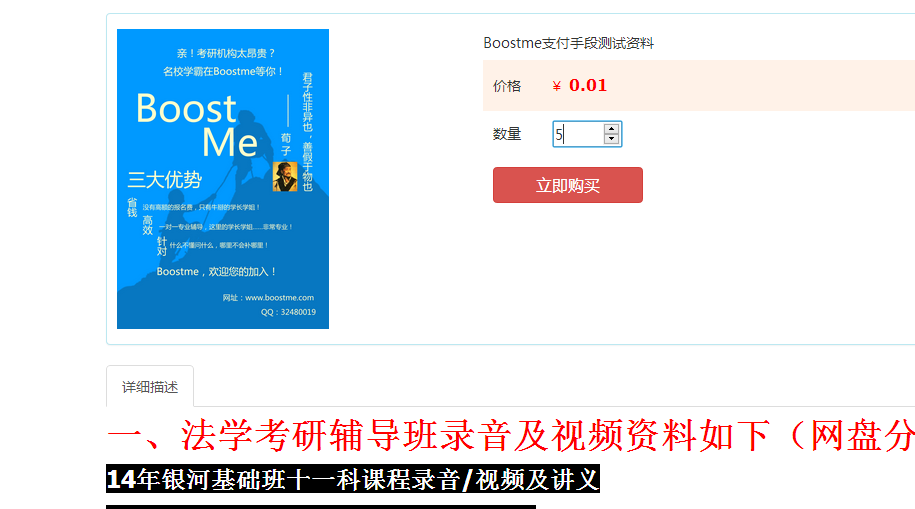 亲！考研机构太昂贵？
名校学霸在Boostme等你！
Boost
Me
君子性非异也，善假于物也
——荀子
三大优势
省钱
没有高额的报名费，只有牛掰的学长学姐！
高效
一对一专业辅导，这里的学长学姐……非常专业！
针对
什么不懂问什么，哪里不会补哪里！
Boostme，欢迎您的加入！
网址：www.boostme.com
QQ：32480019
Boostme支付手段测试资料
价格
￥ 0.01
数量
5
立即购买
详细描述
一、法学考研辅导班录音及视频资料如下（网盘分
14年银河基础班十一科课程录音/视频及讲义